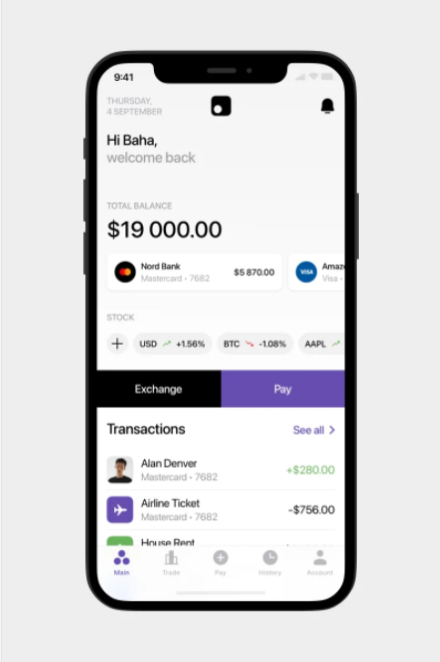 9:41
THURSDAY,
4 SEPTEMBER
Hi Baha,
welcome back
TOTAL BALANCE
$19 000.00
Nord Bank
Mastercard • 7682
$5 870.00
VISA
Amaz
Visa •
STOCK
USD +1.56%
BTC -1.08%
AAPL
Exchange
Pay
Transactions
See all
Alan Denver
Mastercard • 7682
+$280.00
Airline Ticket
Mastercard • 7682
-$756.00
House Rent
Main
Trade
Pay
History
Account